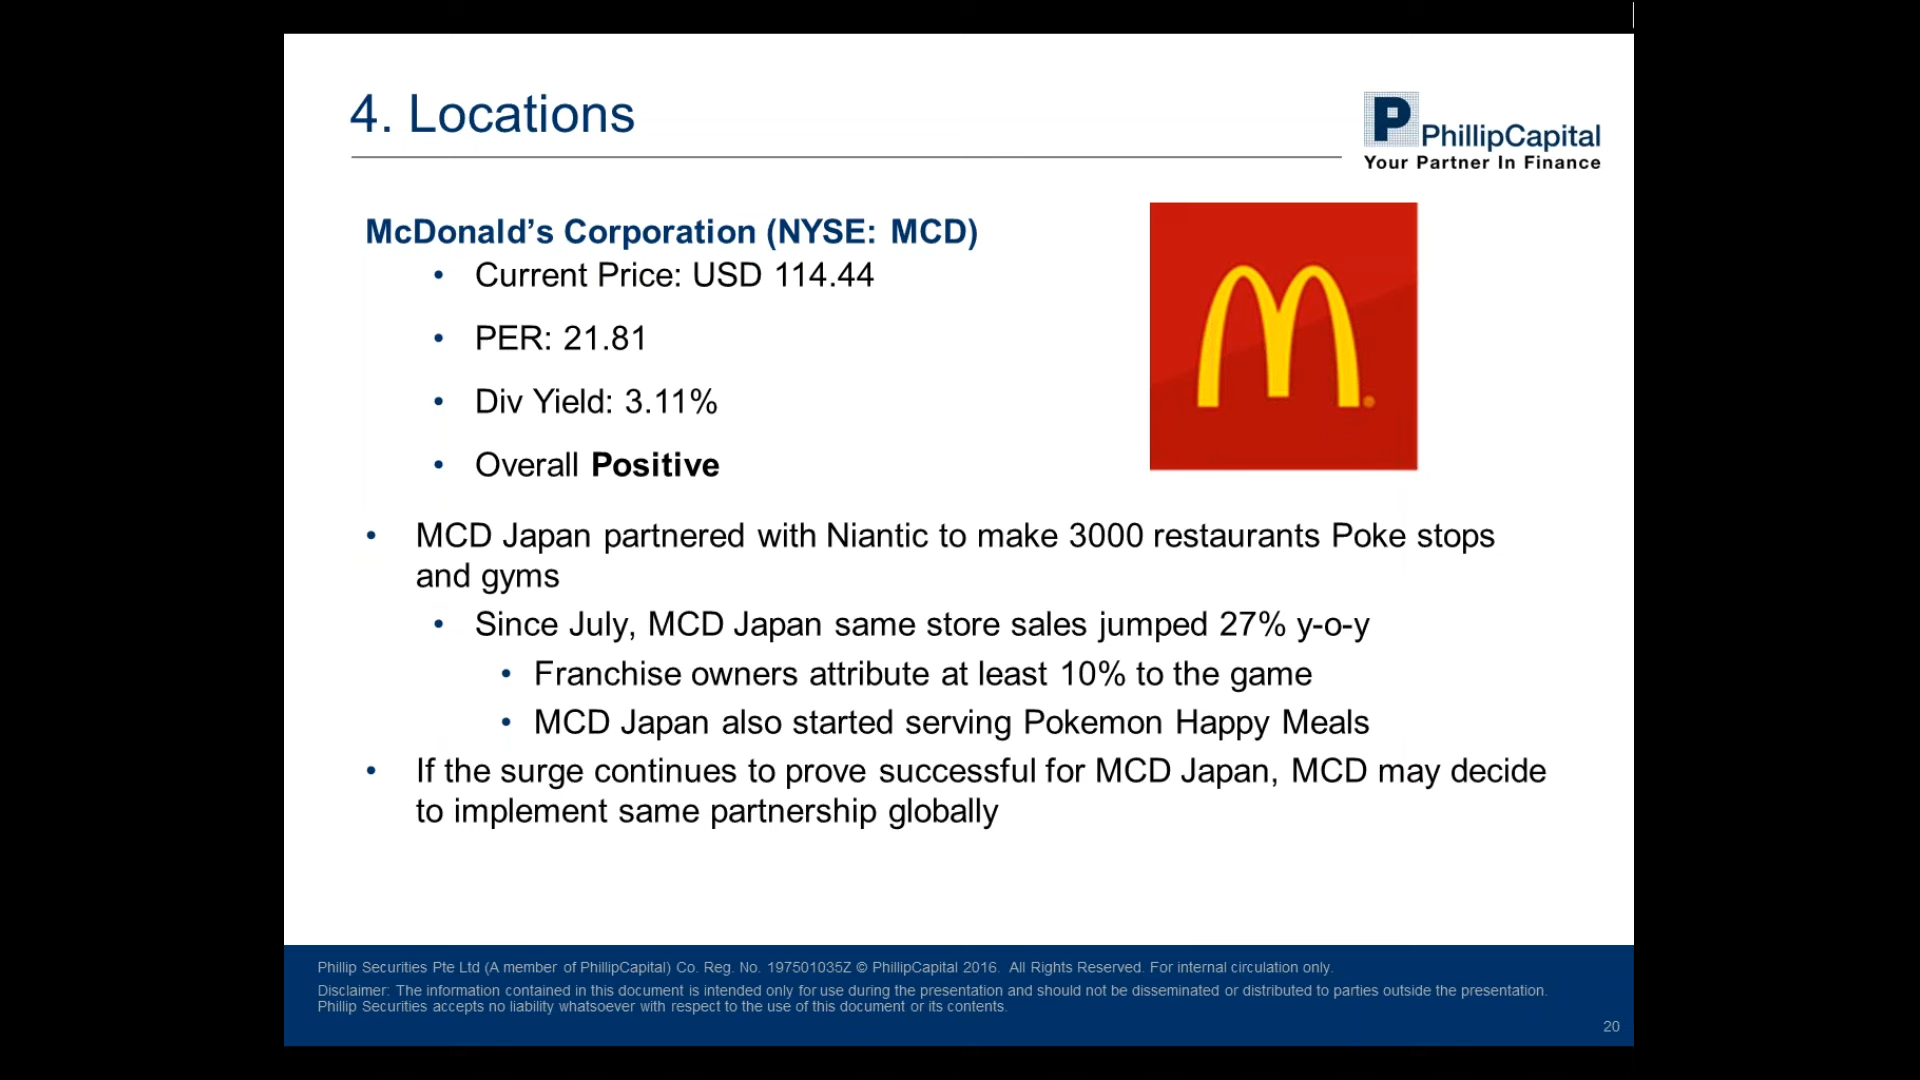 4. Locations
P PhillipCapital
Your Partner In Finance
McDonald’s Corporation (NYSE: MCD)
• Current Price: USD 114.44
• PER: 21.81
• Div Yield: 3.11%
• Overall Positive
• MCD Japan partnered with Niantic to make 3000 restaurants Poke stops
and gyms
• Since July, MCD Japan same store sales jumped 27% y-o-y
• Franchise owners attribute at least 10% to the game
• MCD Japan also started serving Pokemon Happy Meals
• If the surge continues to prove successful for MCD Japan, MCD may decide
to implement same partnership globally
Phillip Securities Pte Ltd (A member of PhillipCapital) Co. Reg. No. 197501035Z © PhillipCapital 2016. All Rights Reserved. For internal circulation only.
Disclaimer: The information contained in this document is intended only for use during the presentation and should not be disseminated or distributed to parties outside the presentation.
Phillip Securities accepts no liability whatsoever with respect to the use of this document or its contents.
20